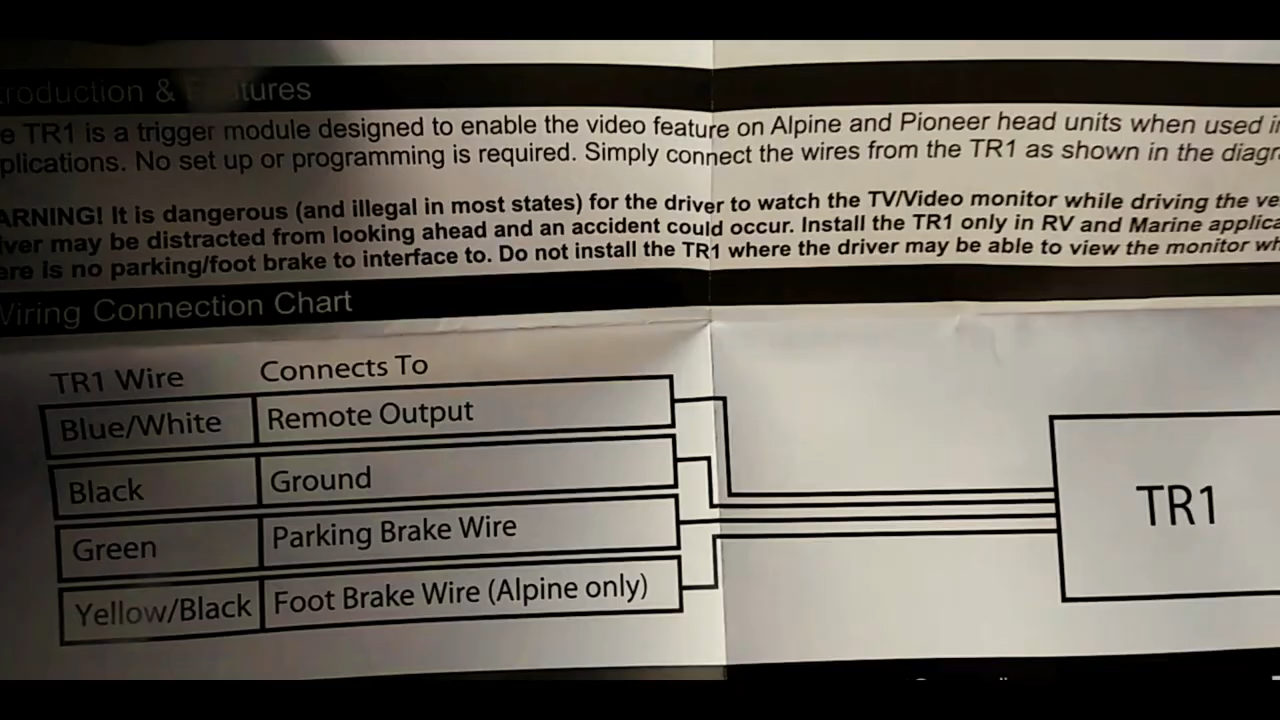 roduction & Features
e TR1 is a trigger module designed to enable the video feature on Alpine and Pioneer head units when used i
plications. No set up or programming is required. Simply connect the wires from the TR1 as shown in the diagr
ARNING! It is dangerous (and illegal in most states) for the driver to watch the TV/Video monitor while driving the ve
iver may be distracted from looking ahead and an accident could occur. Install the TR1 only in RV and Marine applica
ere is no parking/foot brake to interface to. Do not install the TR1 where the driver may be able to view the monitor wh
Wiring Connection Chart
TR1 Wire Connects To
Blue/White Remote Output
Black Ground
Green Parking Brake Wire
Yellow/Black Foot Brake Wire (Alpine only)
TR1